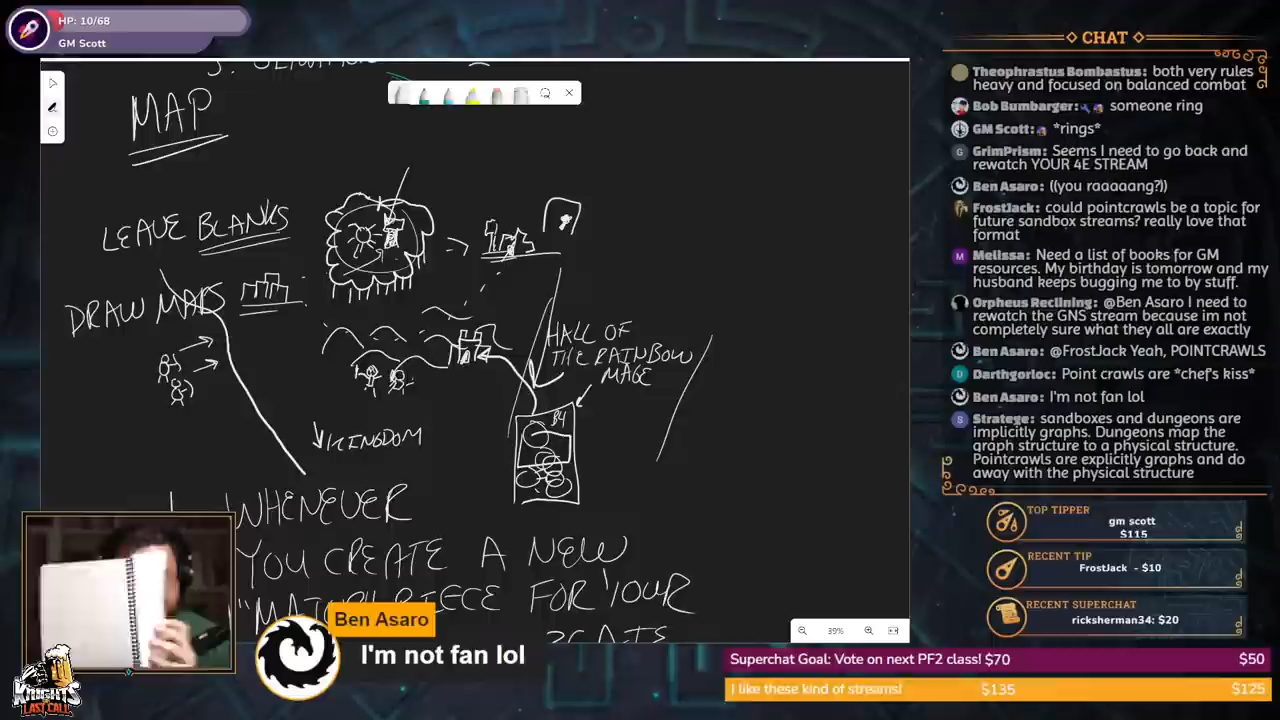 HP: 10/68
GM Scott
MAP
LEAVE BLANKS
DRAW MAPS
HALL OF
THE RAINBOW
MAGE
B4
KINGDOM
WHENEVER
YOU CREATE A NEW
PIECE FOR YOUR
39%
Ben Asaro
I'm not fan lol
KNIGHTS
OF
LAST CALL
CHAT
Theophrastus Bombastus: both very rules
heavy and focused on balanced combat
Bob Bumbarger: someone ring
GM Scott: *rings*
GrimPrism: Seems I need to go back and
rewatch YOUR 4E STREAM
Ben Asaro: ((you raaaaang?))
FrostJack: could pointcrawls be a topic for
future sandbox streams? really love that
format
Melissa: Need a list of books for GM
resources. My birthday is tomorrow and my
husband keeps bugging me to by stuff.
Orpheus Reclining: @Ben Asaro I need to
rewatch the GNS stream because im not
completely sure what they all are exactly
Ben Asaro: @FrostJack Yeah, POINTCRAWLS
Darthgorloc: Point crawls are *chef's kiss*
Ben Asaro: I'm not fan lol
Stratege: sandboxes and dungeons are
implicitly graphs. Dungeons map the
graph structure to a physical structure.
Pointcrawls are explicitly graphs and do
away with the physical structure
TOP TIPPER
gm scott
$115
RECENT TIP
FrostJack - $10
RECENT SUPERCHAT
ricksherman34: $20
Superchat Goal: Vote on next PF2 class! $70 $50
I like these kind of streams! $135 $125